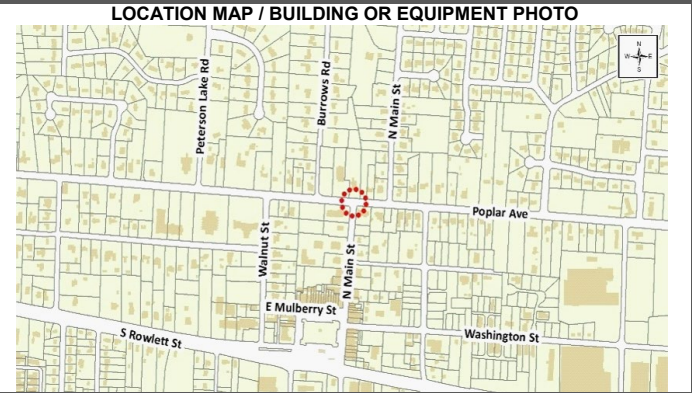 LOCATION MAP / BUILDING OR EQUIPMENT PHOTO
N
W E
S
Peterson Lake Rd
Burrows Rd
N Main St
Poplar Ave
Walnut St
N Main St
E Mulberry St
S Rowlett St
Washington St